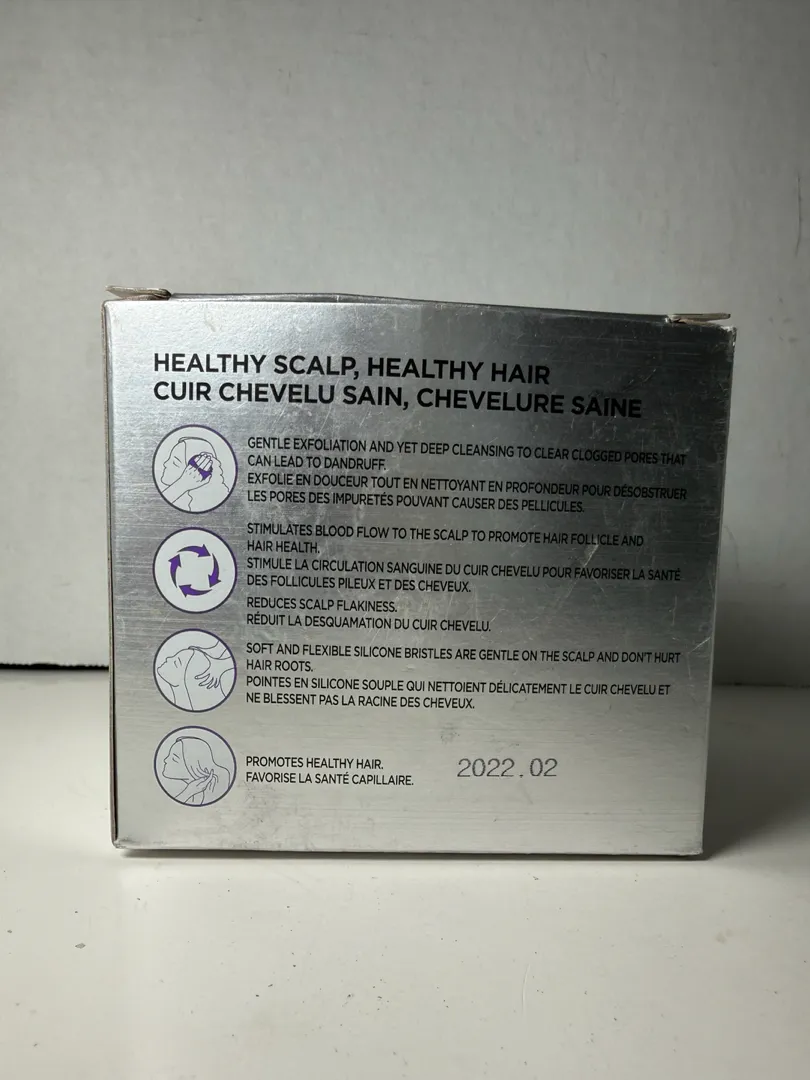 HEALTHY SCALP, HEALTHY HAIR
CUIR CHEVELU SAIN, CHEVELURE SAINE
GENTLE EXFOLIATION AND YET DEEP CLEANSING TO CLEAR CLOGGED PORES THAT
CAN LEAD TO DANDRUFF.
EXFOLIE EN DOUCEUR TOUT EN NETTOYANT EN PROFONDEUR POUR DÉSOBSTRUER
LES PORES DES IMPURETÉS POUVANT CAUSER DES PELLICULES.
STIMULATES BLOOD FLOW TO THE SCALP TO PROMOTE HAIR FOLLICLE AND
HAIR HEALTH.
STIMULE LA CIRCULATION SANGUINE DU CUIR CHEVELU POUR FAVORISER LA SANTÉ
DES FOLLICULES PILEUX ET DES CHEVEUX.
REDUCES SCALP FLAKINESS.
RÉDUIT LA DESQUAMATION DU CUIR CHEVELU.
SOFT AND FLEXIBLE SILICONE BRISTLES ARE GENTLE ON THE SCALP AND DON'T HURT
HAIR ROOTS.
POINTES EN SILICONE SOUPLE QUI NETTOIENT DÉLICATEMENT LE CUIR CHEVELU ET
NE BLESSENT PAS LA RACINE DES CHEVEUX.
PROMOTES HEALTHY HAIR.
FAVORISE LA SANTÉ CAPILLAIRE.
2022.02